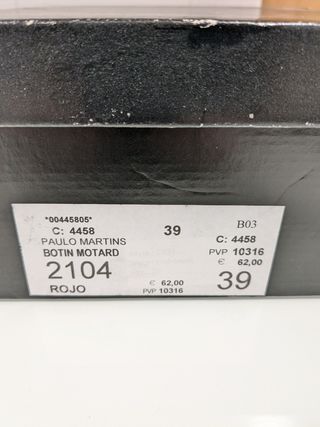 *00445805*
C: 4458 39 B03
PAULO MARTINS C: 4458
BOTIN MOTARD PVP 10316
2104 € 62,00
ROJO € 62,00 39
PVP 10316